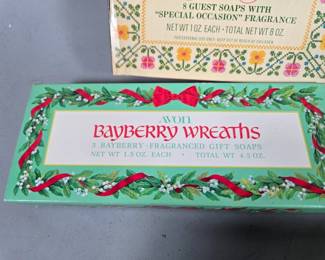 8 GUEST SOAPS WITH
"SPECIAL OCCASION" FRAGRANCE
NET WT 1 OZ. EACH • TOTAL NET WT 8 OZ.
AVON
BAYBERRY WREATHS
3 BAYBERRY-FRAGRANCED GIFT SOAPS
NET WT 1.5 OZ. EACH • TOTAL WT 4.5 OZ.